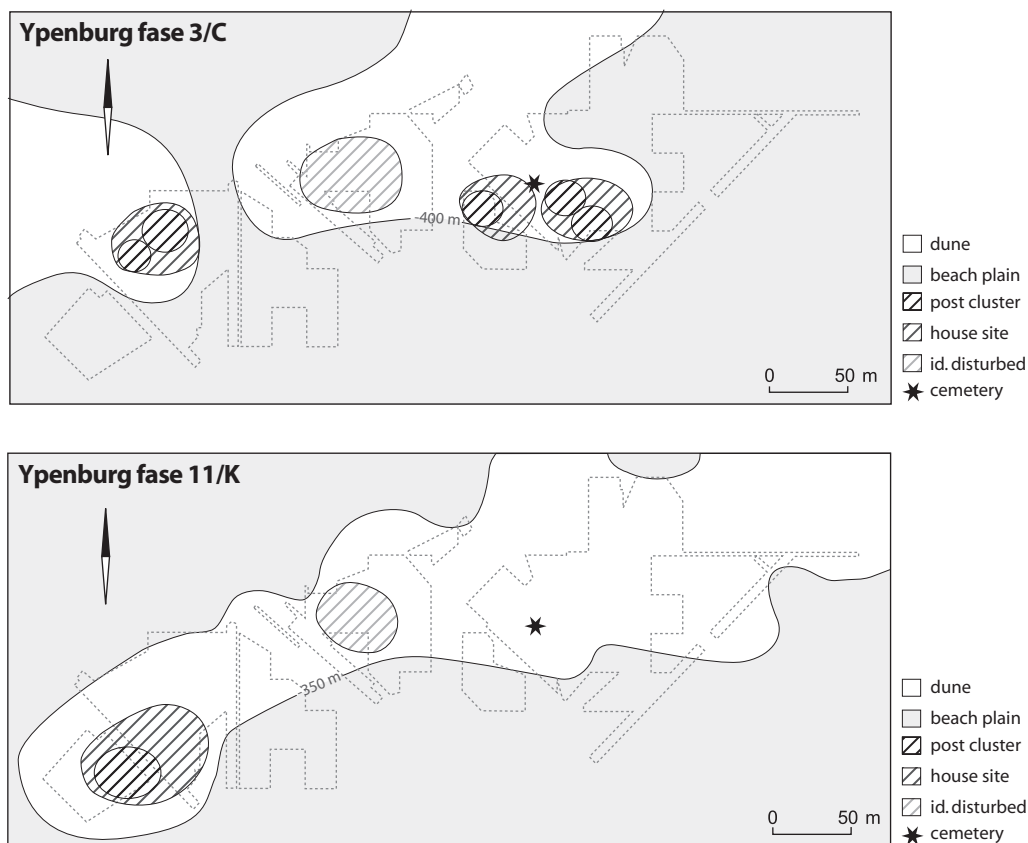 Ypenburg fase 3/C
-400 m
0 50 m
dune
beach plain
post cluster
house site
id. disturbed
cemetery
Ypenburg fase 11/K
-350 m
0 50 m
dune
beach plain
post cluster
house site
id. disturbed
cemetery